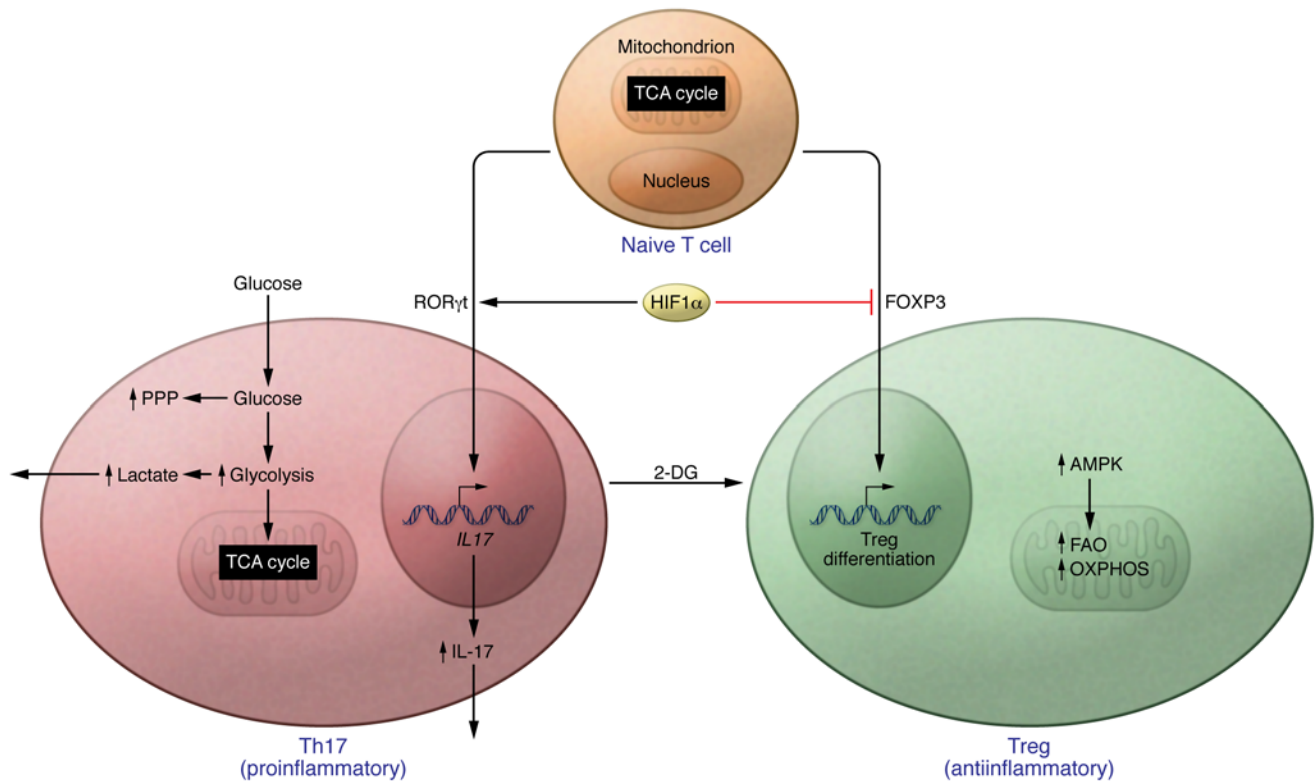 Mitochondrion
TCA cycle
Nucleus
Naive T cell
Glucose
RORγt
HIF1α
FOXP3
PPP
Glucose
Lactate
Glycolysis
2-DG
AMPK
IL17
Treg
differentiation
FAO
OXPHOS
TCA cycle
IL-17
Th17
(proinflammatory)
Treg
(antiinflammatory)